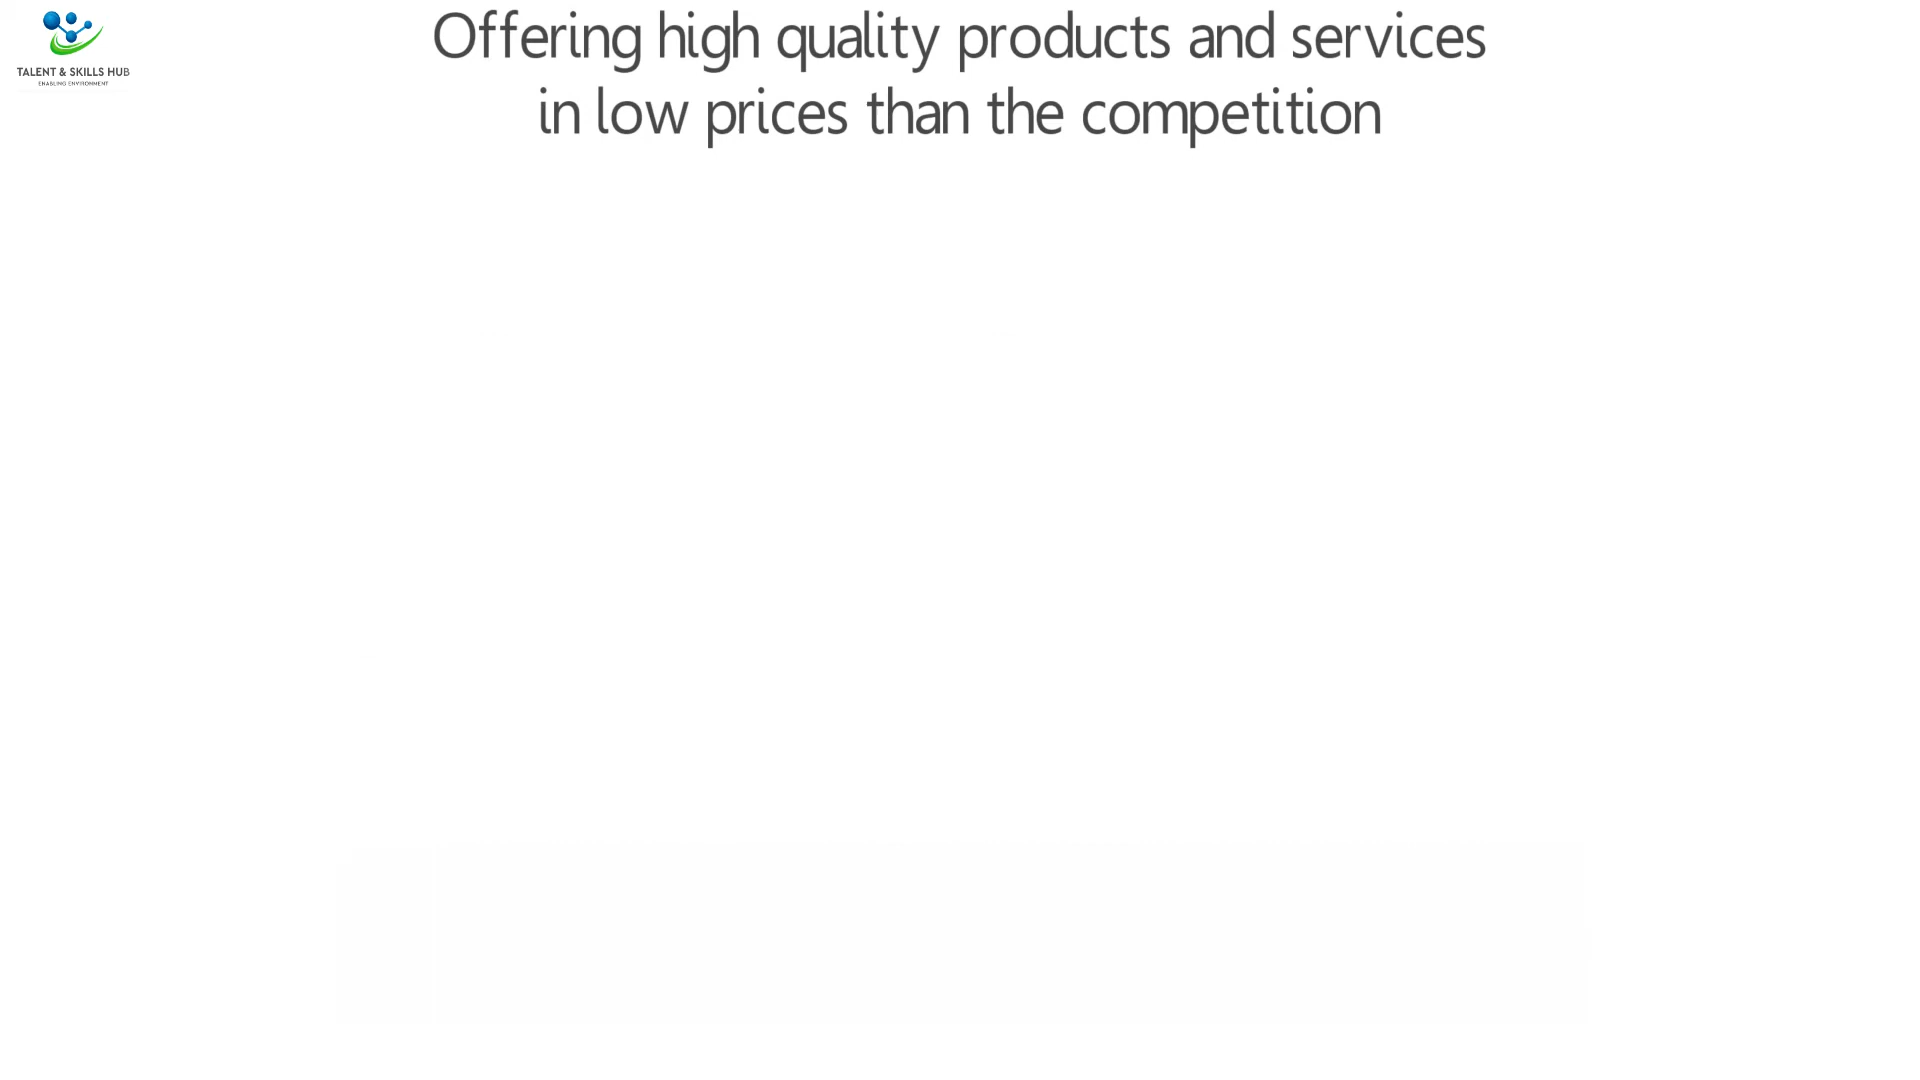 Offering high quality products and services
in low prices than the competition
TALENT & SKILLS HUB
ENABLING ENVIRONMENT